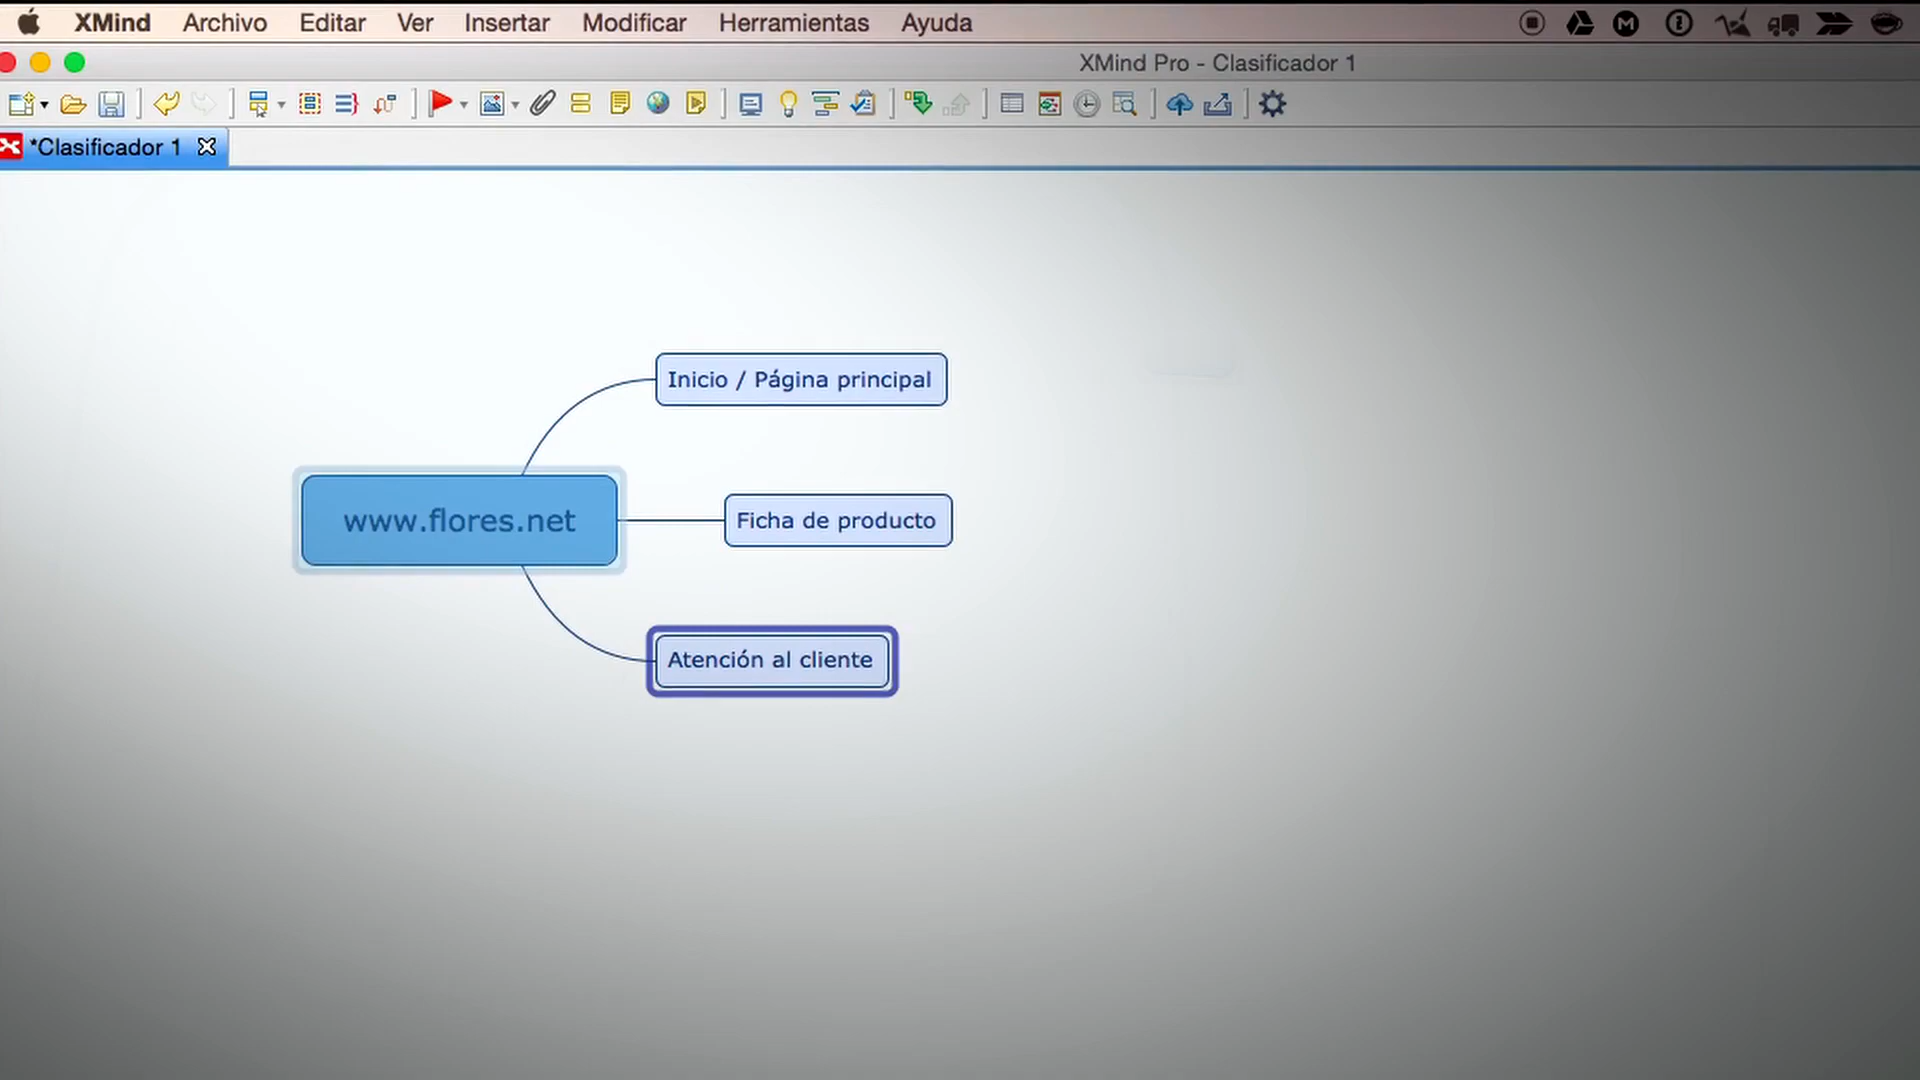 XMind Archivo Editar Ver Insertar Modificar Herramientas Ayuda
XMind Pro - Clasificador 1
*Clasificador 1
Inicio / Página principal
www.flores.net
Ficha de producto
Atención al cliente